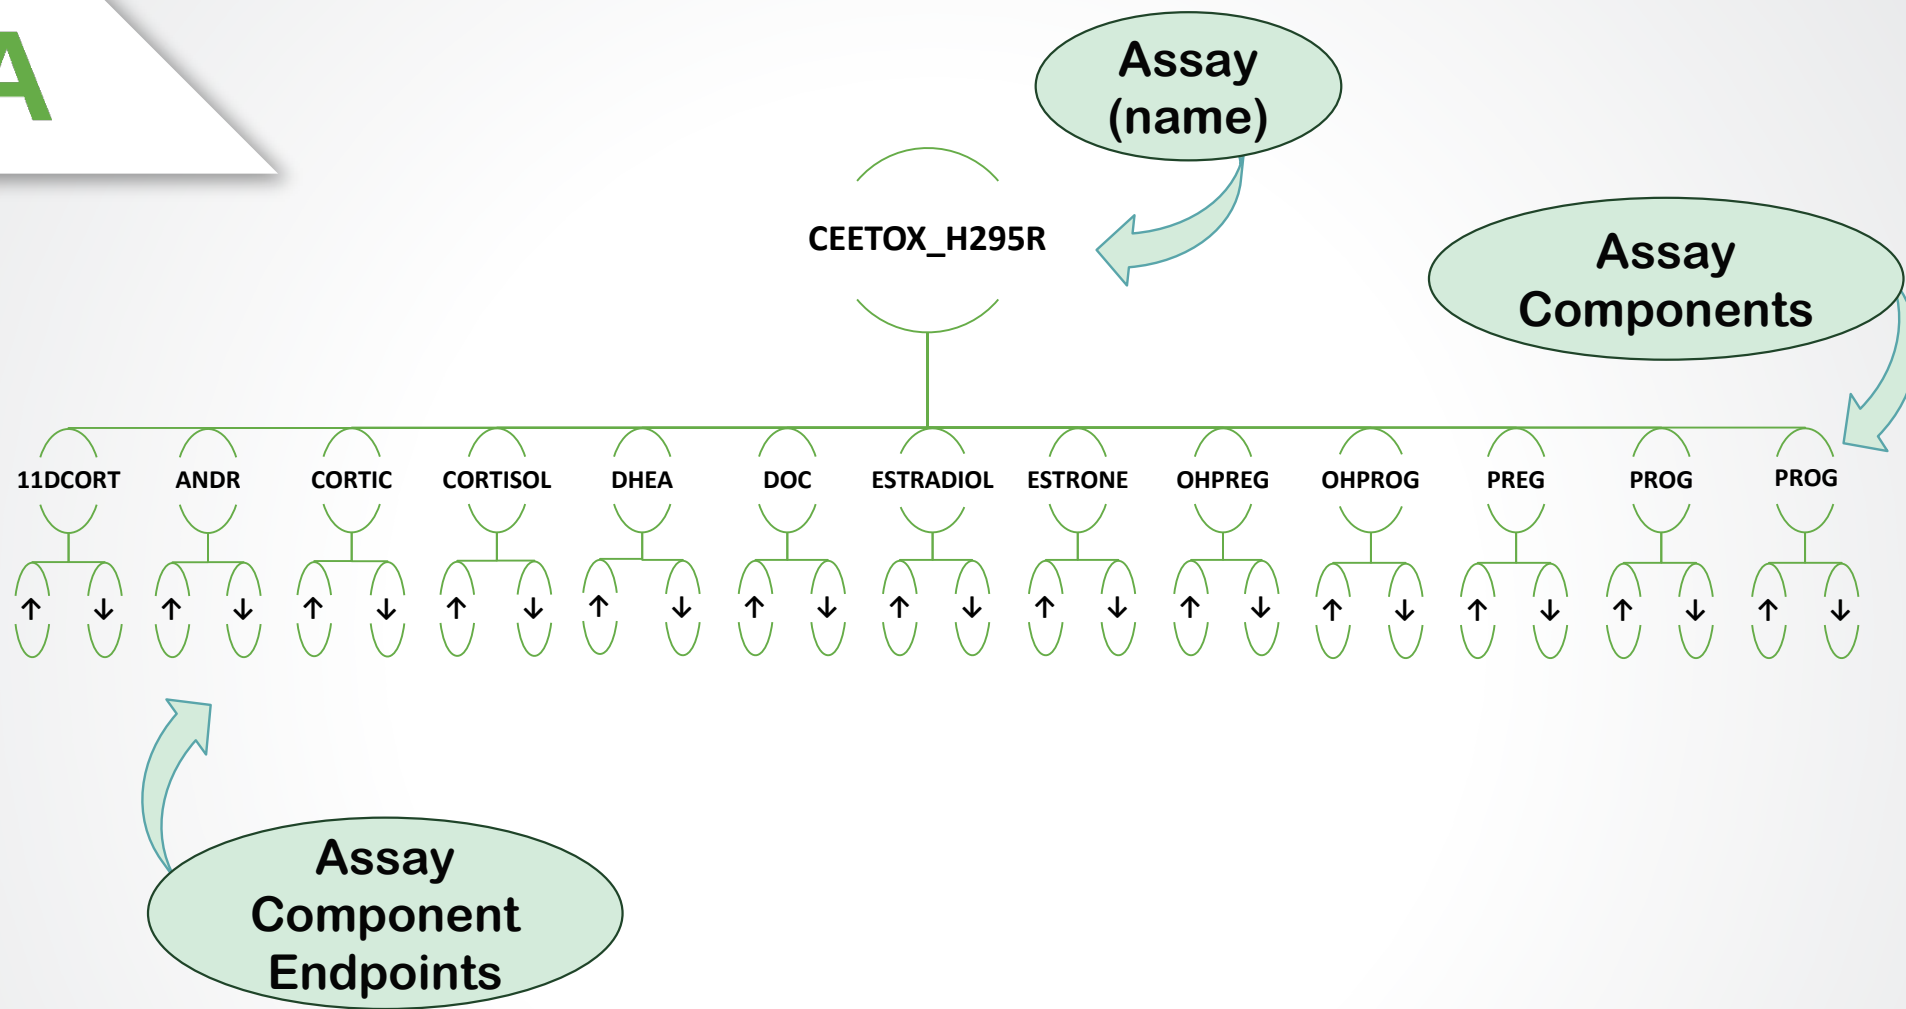 A
Assay
(name)
CEETOX_H295R
Assay
Components
11DCORT ANDR CORTIC CORTISOL DHEA DOC ESTRADIOL ESTRONE OHPREG OHPROG PREG PROG PROG
↑ ↓ ↑ ↓ ↑ ↓ ↑ ↓ ↑ ↓ ↑ ↓ ↑ ↓ ↑ ↓ ↑ ↓ ↑ ↓ ↑ ↓ ↑ ↓ ↑ ↓
Assay
Component
Endpoints